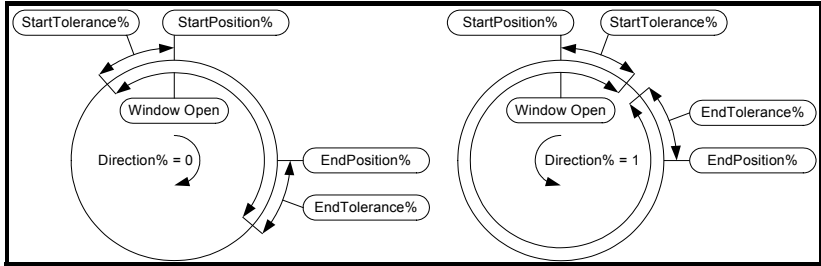 StartTolerance%
StartPosition%
Window Open
Direction% = 0
EndPosition%
EndTolerance%
StartPosition%
StartTolerance%
Window Open
EndTolerance%
Direction% = 1
EndPosition%